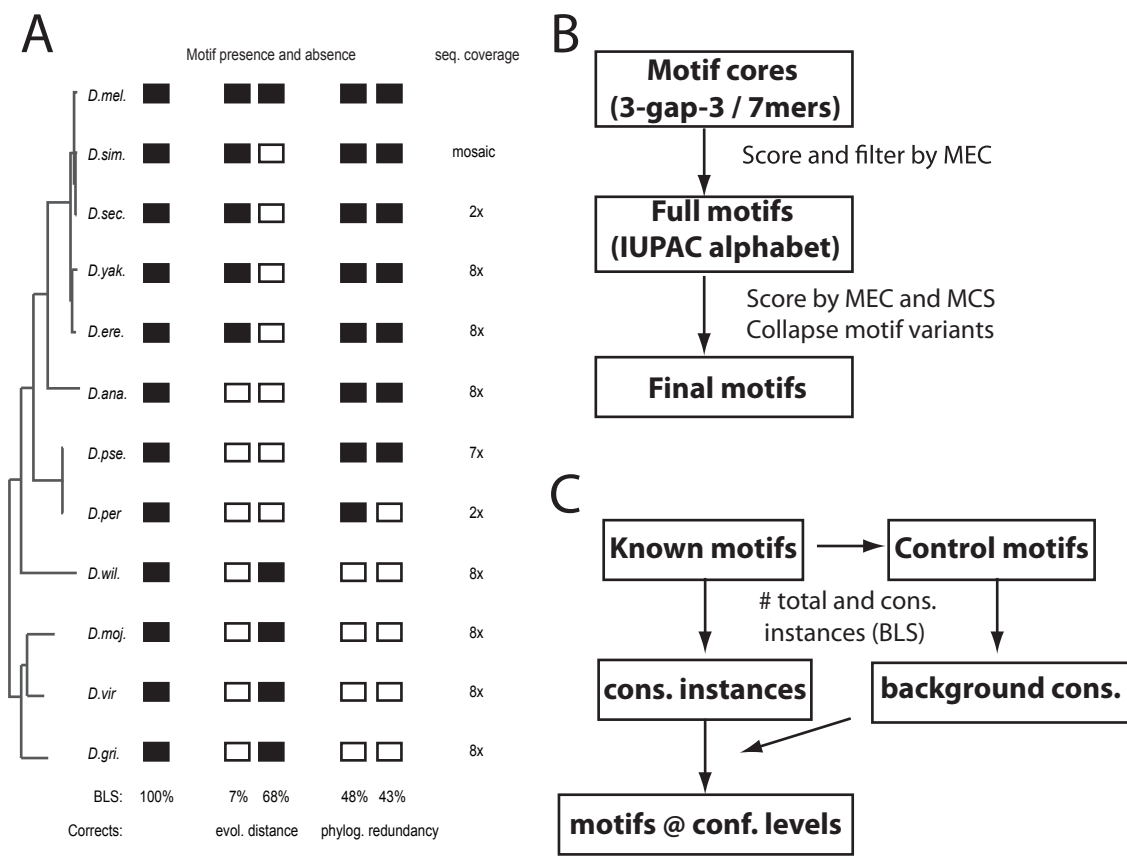 A
Motif presence and absence seq. coverage
D.mel.
D.sim. mosaic
D.sec. 2x
D.yak. 8x
D.ere. 8x
D.ana. 8x
D.pse. 7x
D.per 2x
D.wil. 8x
D.moj. 8x
D.vir 8x
D.gri. 8x
BLS: 100% 7% 68% 48% 43%
Corrects: evol. distance phylog. redundancy
B
Motif cores
(3-gap-3 / 7mers)
Score and filter by MEC
Full motifs
(IUPAC alphabet)
Score by MEC and MCS
Collapse motif variants
Final motifs
C
Known motifs Control motifs
# total and cons.
instances (BLS)
cons. instances background cons.
motifs @ conf. levels